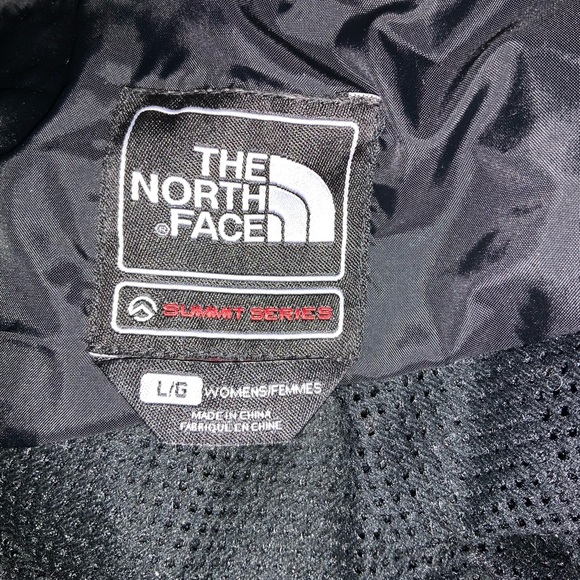 THE
NORTH
FACE®
SUMMIT SERIES
L/G WOMENS/FEMMES
MADE IN CHINA
FABRIQUÉ EN CHINE